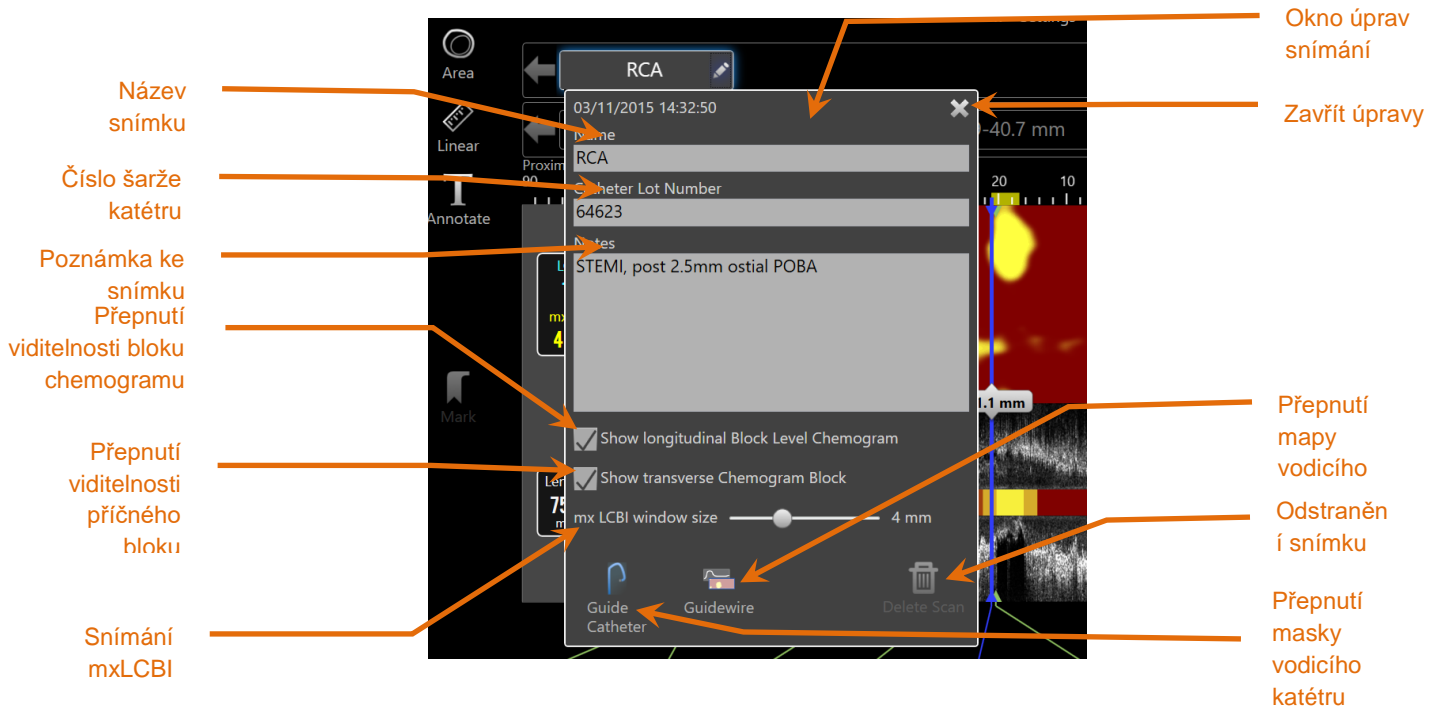 Okno úprav
snímání
Zavřít úpravy
Název
snímku
Číslo šarže
katétru
Poznámka ke
snímku
Přepnutí
viditelnosti bloku
chemogramu
Přepnutí
viditelnosti
příčného
bloku
Snímání
mxLCBI
Area
Linear
Annotate
Mark
RCA
03/11/2015 14:32:50
Name
RCA
Catheter Lot Number
64623
Notes
STEMI, post 2.5mm ostial POBA
Show longitudinal Block Level Chemogram
Show transverse Chemogram Block
mx LCBI window size 4 mm
Guide
Catheter
Guidewire
Delete Scan
-40.7 mm
20 10
1.1 mm
Přepnutí
mapy
vodicího
Odstraněn
í snímku
Přepnutí
masky
vodicího
katétru